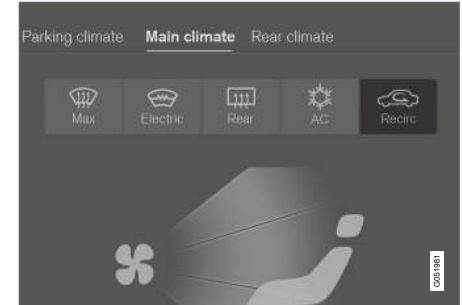 Parking climate Main climate Rear climate
Max Electric Rear AC Recirc
G051981